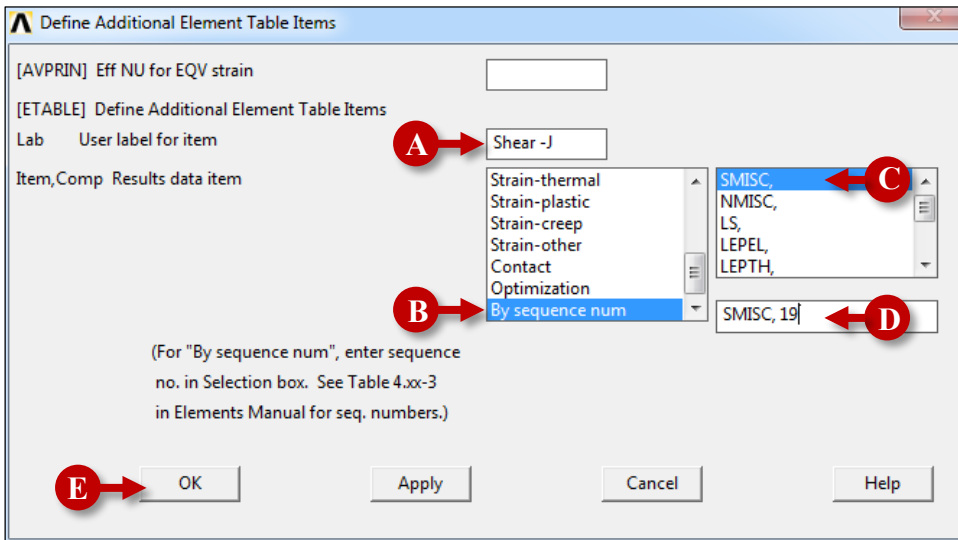 Define Additional Element Table Items
[AVPRIN] Eff NU for EQV strain
[ETABLE] Define Additional Element Table Items
Lab User label for item
A
Shear -J
Item,Comp Results data item
Strain-thermal
Strain-plastic
Strain-creep
Strain-other
Contact
Optimization
By sequence num
B
SMISC,
NMISC,
LS,
LEPEL,
LEPTH,
C
SMISC, 19
D
(For "By sequence num", enter sequence
no. in Selection box. See Table 4.xx-3
in Elements Manual for seq. numbers.)
E
OK
Apply
Cancel
Help